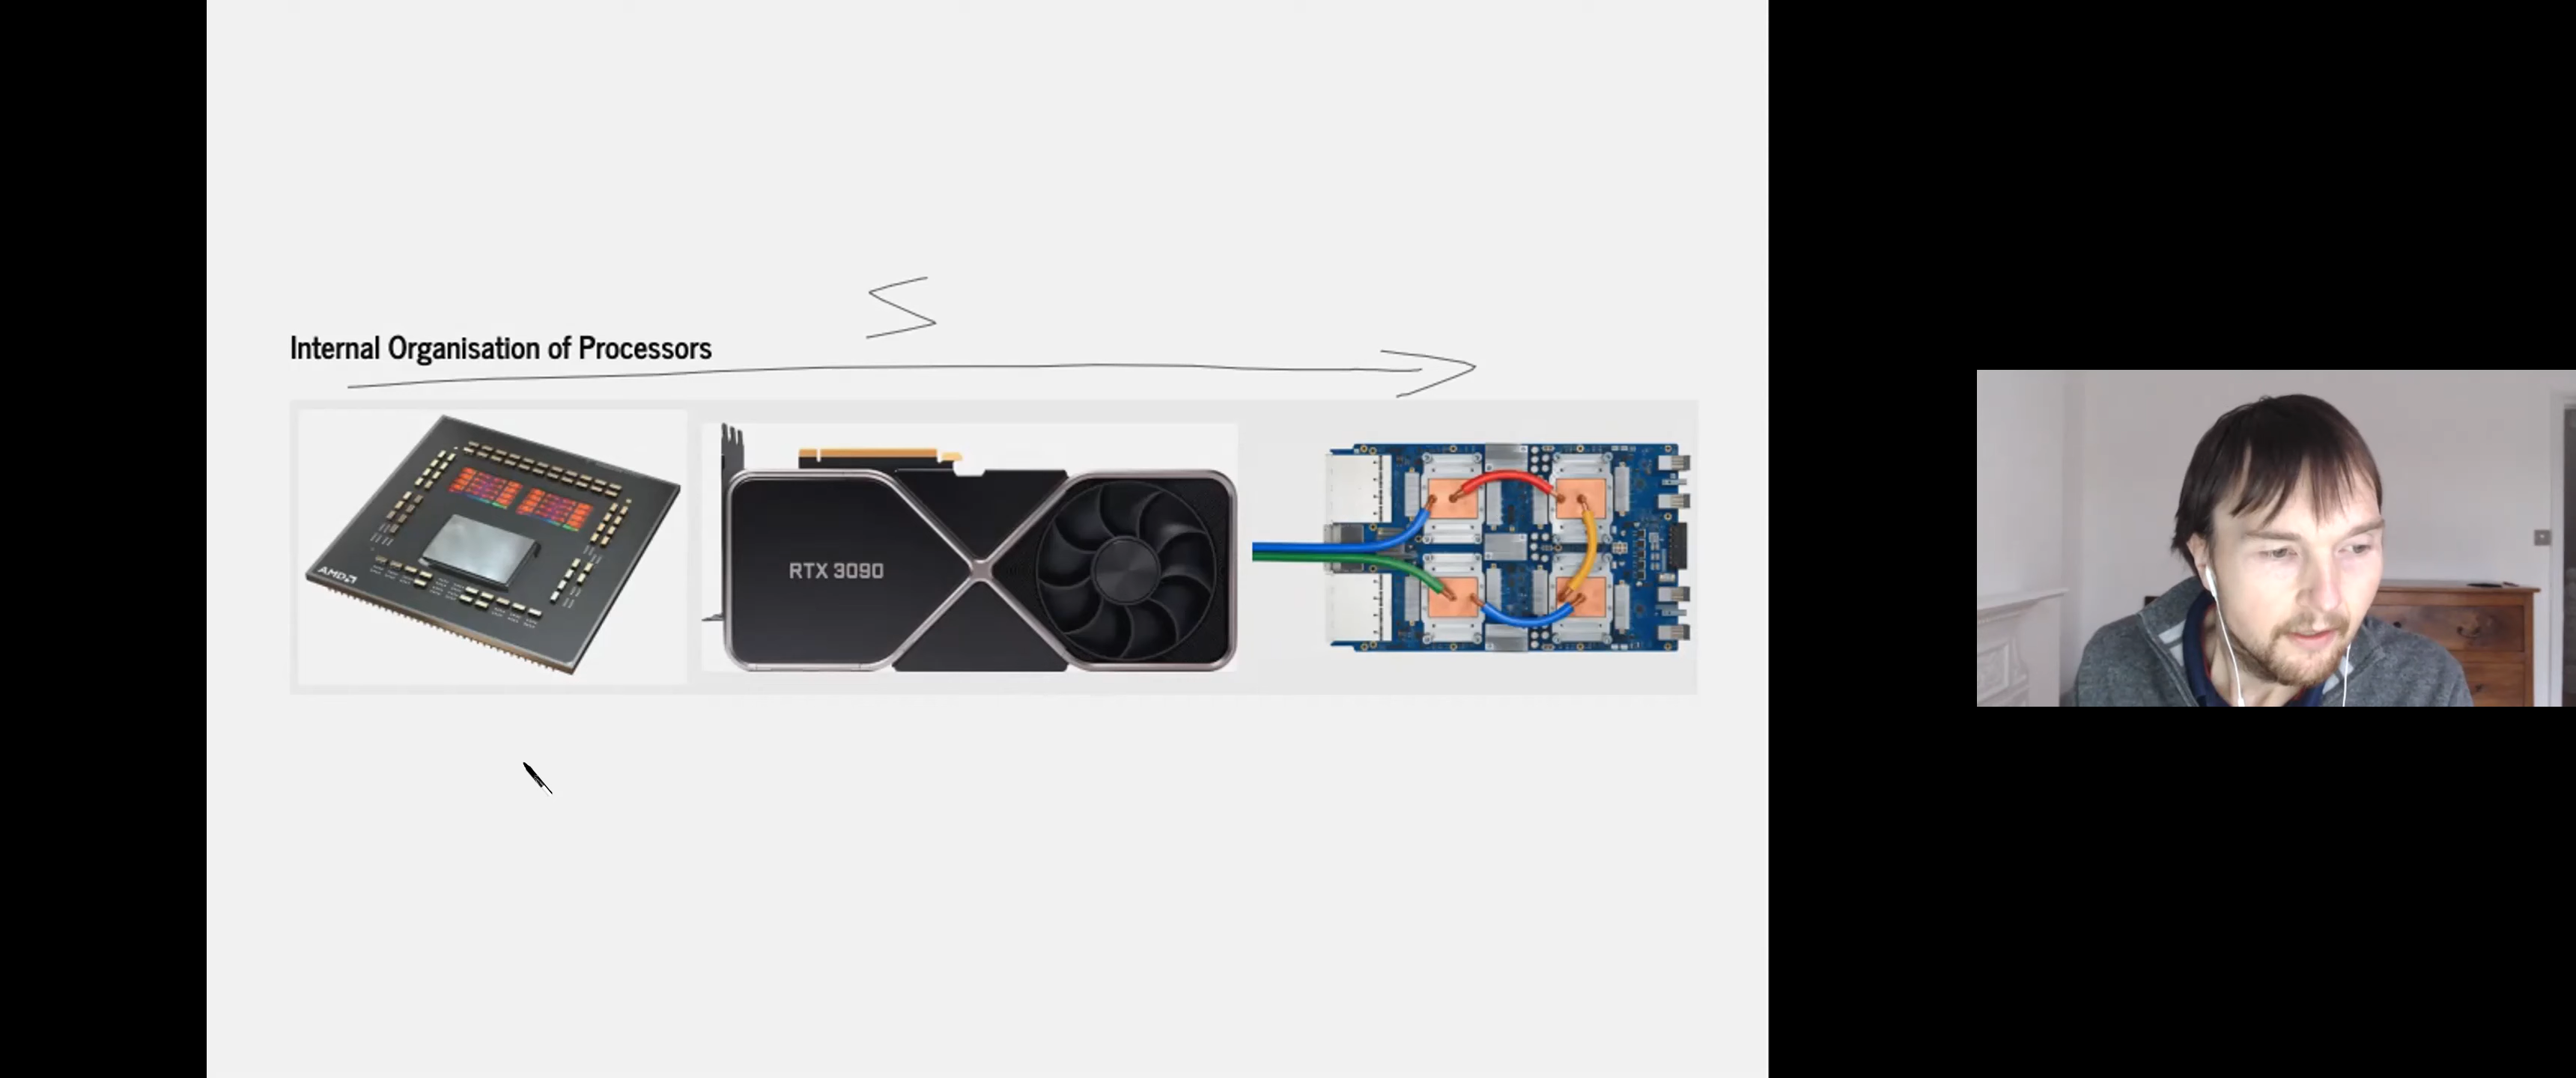 S
Internal Organisation of Processors
AMD
RTX 3090